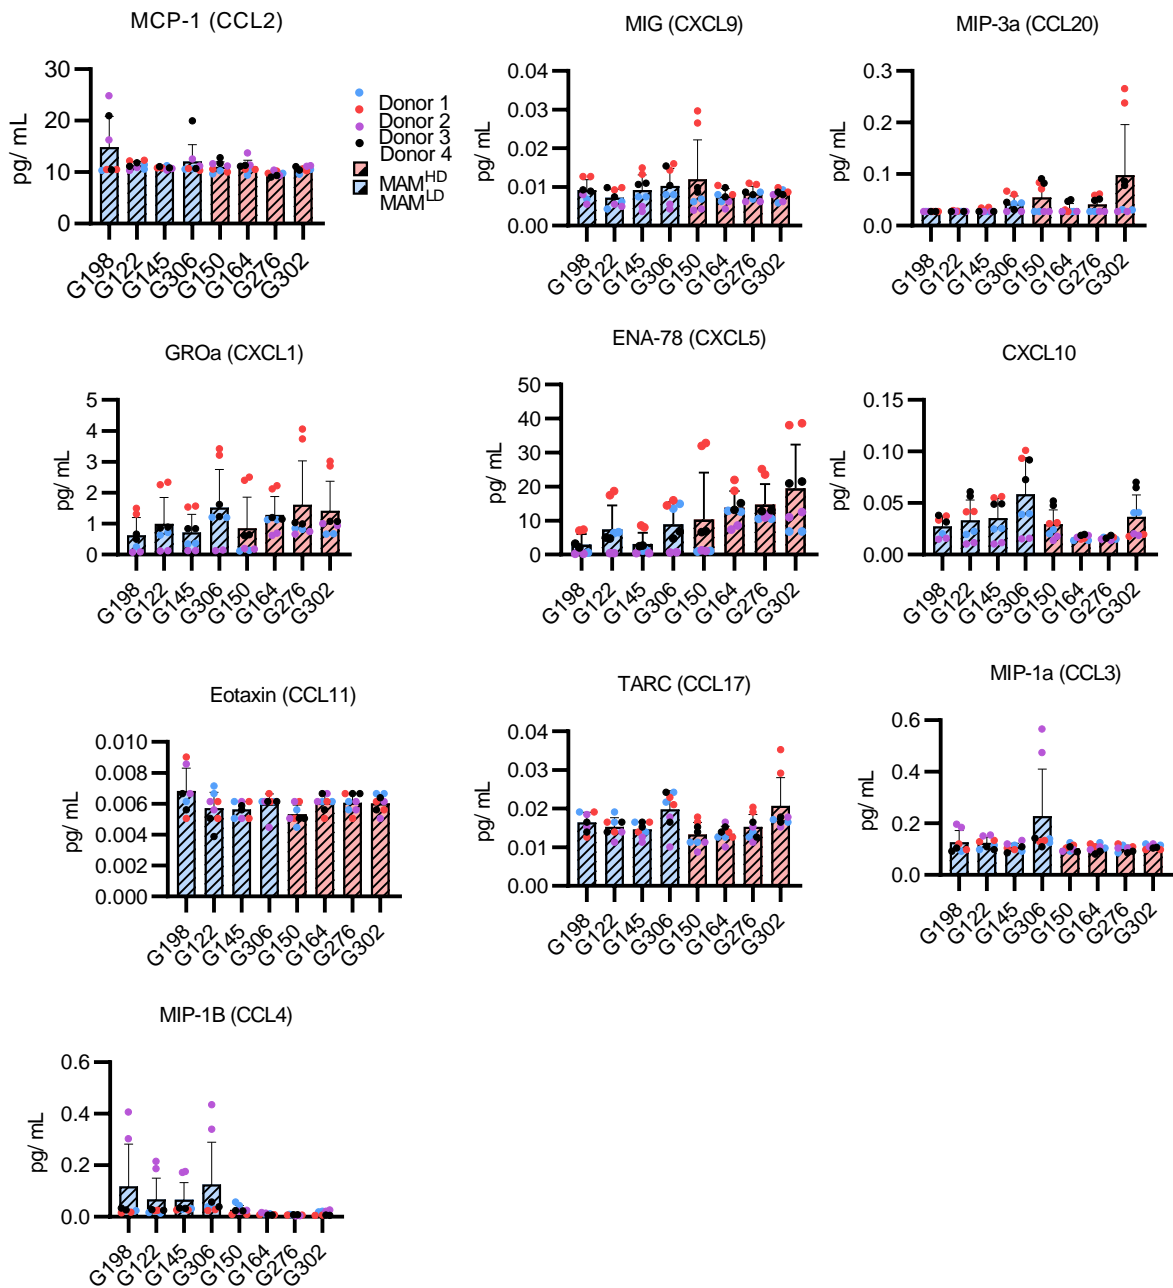 MCP-1 (CCL2)
pg/ mL
40
30
20
10
0
G198
G122
G145
G306
G150
G164
G276
G302
Donor 1
Donor 2
Donor 3
Donor 4
MAM^HD
MAM^LD
MIG (CXCL9)
pg/ mL
0.04
0.03
0.02
0.01
0.00
G198
G122
G145
G306
G150
G164
G276
G302
MIP-3a (CCL20)
pg/ mL
0.3
0.2
0.1
0.0
G198
G122
G145
G306
G150
G164
G276
G302
GROa (CXCL1)
pg/ mL
5
4
3
2
1
0
G198
G122
G145
G306
G150
G164
G276
G302
ENA-78 (CXCL5)
pg/ mL
50
40
30
20
10
0
G198
G122
G145
G306
G150
G164
G276
G302
CXCL10
pg/ mL
0.15
0.10
0.05
0.00
G198
G122
G145
G306
G150
G164
G276
G302
Eotaxin (CCL11)
pg/ mL
0.010
0.008
0.006
0.004
0.002
0.000
G198
G122
G145
G306
G150
G164
G276
G302
TARC (CCL17)
pg/ mL
0.04
0.03
0.02
0.01
0.00
G198
G122
G145
G306
G150
G164
G276
G302
MIP-1a (CCL3)
pg/ mL
0.6
0.4
0.2
0.0
G198
G122
G145
G306
G150
G164
G276
G302
MIP-1B (CCL4)
pg/ mL
0.6
0.4
0.2
0.0
G198
G122
G145
G306
G150
G164
G276
G302